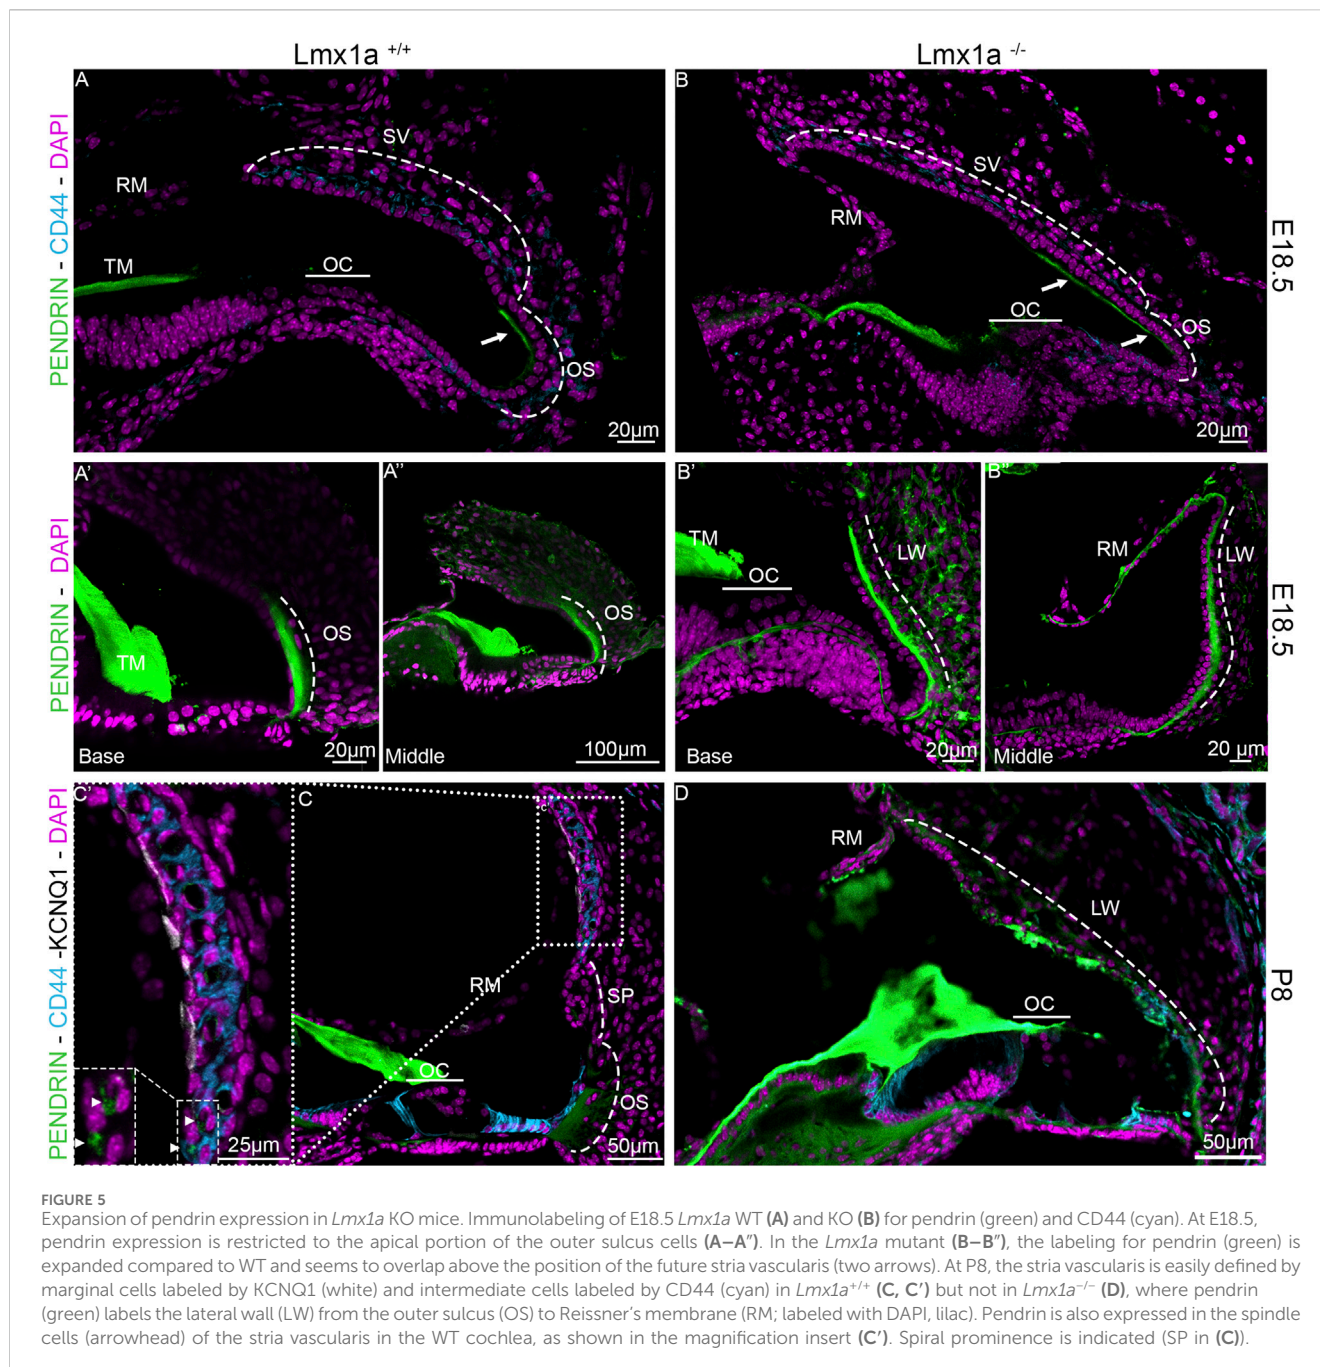 Lmx1a +/+
Lmx1a -/-
PENDRIN - CD44 - DAPI
A
SV
RM
TM
OC
OS
20µm
B
SV
RM
OC
OS
20µm
E18.5
PENDRIN - DAPI
A'
TM
OS
Base
20µm
A''
OS
Middle
100µm
B'
TM
OC
LW
Base
20µm
B''
RM
LW
Middle
20 µm
E18.5
PENDRIN - CD44 -KCNQ1 - DAPI
C'
25µm
C
c'
RM
SP
OC
OS
50µm
D
RM
LW
OC
50µm
P8
FIGURE 5
Expansion of pendrin expression in Lmx1a KO mice. Immunolabeling of E18.5 Lmx1a WT (A) and KO (B) for pendrin (green) and CD44 (cyan). At E18.5,
pendrin expression is restricted to the apical portion of the outer sulcus cells (A–A″). In the Lmx1a mutant (B–B″), the labeling for pendrin (green) is
expanded compared to WT and seems to overlap above the position of the future stria vascularis (two arrows). At P8, the stria vascularis is easily defined by
marginal cells labeled by KCNQ1 (white) and intermediate cells labeled by CD44 (cyan) in Lmx1a+/+ (C, C′) but not in Lmx1a−/− (D), where pendrin
(green) labels the lateral wall (LW) from the outer sulcus (OS) to Reissner's membrane (RM; labeled with DAPI, lilac). Pendrin is also expressed in the spindle
cells (arrowhead) of the stria vascularis in the WT cochlea, as shown in the magnification insert (C′). Spiral prominence is indicated (SP in (C)).